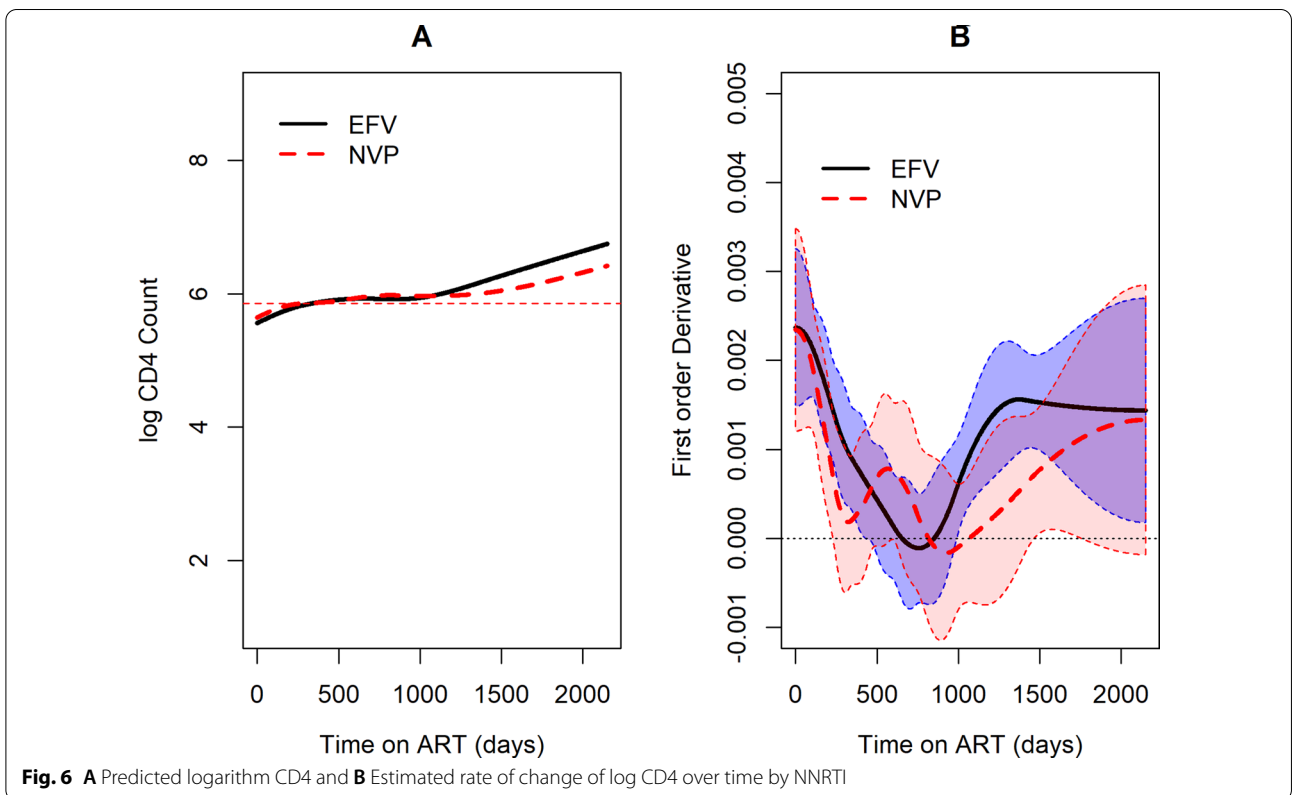 A
log CD4 Count
8
6
4
2
EFV
NVP
0 500 1000 1500 2000
Time on ART (days)
B
First order Derivative
0.005
0.004
0.003
0.002
0.001
0.000
-0.001
EFV
NVP
0 500 1000 1500 2000
Time on ART (days)
Fig. 6 A Predicted logarithm CD4 and B Estimated rate of change of log CD4 over time by NNRTI